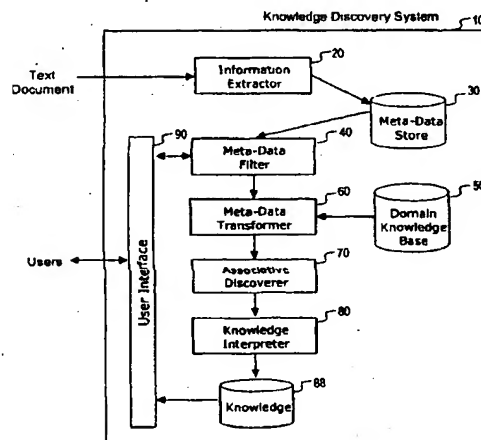 Knowledge Discovery System
10
20
Text
Document
Information
Extractor
30
Meta-Data
Store
90
40
Meta-Data
Filter
60
50
Meta-Data
Transformer
Domain
Knowledge
Base
70
Users
User Interface
Associative
Discoverer
80
Knowledge
Interpreter
88
Knowledge